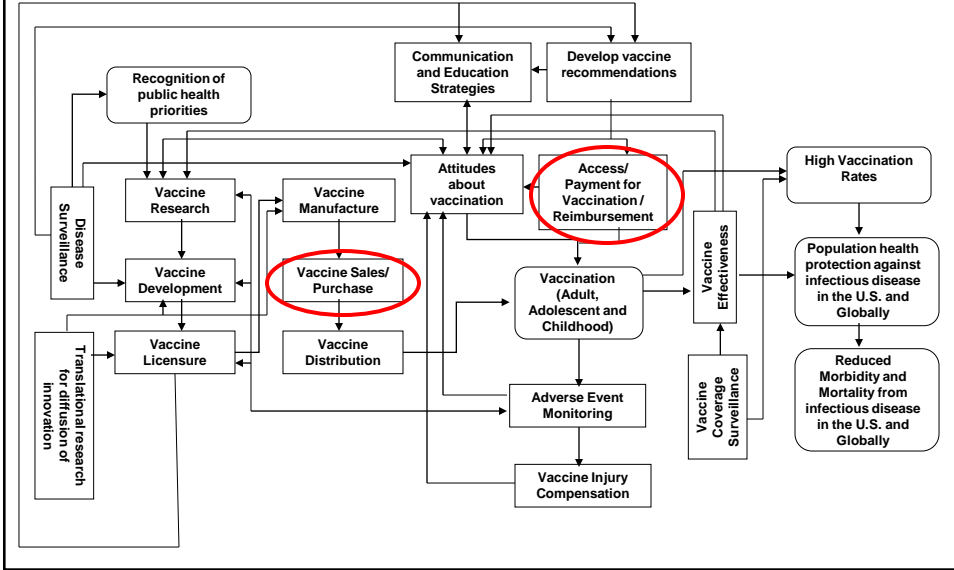 Communication
and Education
Strategies
Develop vaccine
recommendations
Recognition of
public health
priorities
Attitudes
about
vaccination
Access/
Payment for
Vaccination /
Reimbursement
High Vaccination
Rates
Disease
Surveillance
Vaccine
Research
Vaccine
Manufacture
Vaccine
Development
Vaccine Sales/
Purchase
Vaccination
(Adult,
Adolescent and
Childhood)
Vaccine
Effectiveness
Population health
protection against
infectious disease
in the U.S. and
Globally
Translational research
for diffusion of
innovation
Vaccine
Licensure
Vaccine
Distribution
Adverse Event
Monitoring
Vaccine
Coverage
Surveillance
Reduced
Morbidity and
Mortality from
infectious disease
in the U.S. and
Globally
Vaccine Injury
Compensation